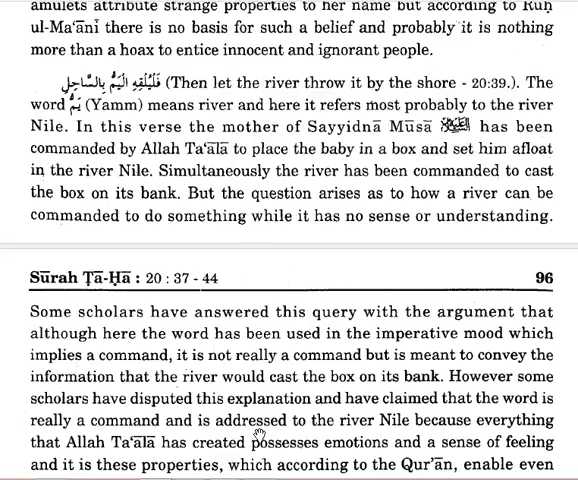 amulets attribute strange properties to her name but according to Ruḥ
ul-Ma‘ānī there is no basis for such a belief and probably it is nothing
more than a hoax to entice innocent and ignorant people.
فَلْيُلْقِهِ الْيَمُّ بِالسَّاحِلِ (Then let the river throw it by the shore - 20:39.). The
word يَمُّ (Yamm) means river and here it refers most probably to the river
Nile. In this verse the mother of Sayyidnā Mūsā has been
commanded by Allah Ta‘ālā to place the baby in a box and set him afloat
in the river Nile. Simultaneously the river has been commanded to cast
the box on its bank. But the question arises as to how a river can be
commanded to do something while it has no sense or understanding.
Sūrah Ṭā-Ḥā : 20 : 37 - 44 96
Some scholars have answered this query with the argument that
although here the word has been used in the imperative mood which
implies a command, it is not really a command but is meant to convey the
information that the river would cast the box on its bank. However some
scholars have disputed this explanation and have claimed that the word is
really a command and is addressed to the river Nile because everything
that Allah Ta‘ālā has created possesses emotions and a sense of feeling
and it is these properties, which according to the Qur’ān, enable even